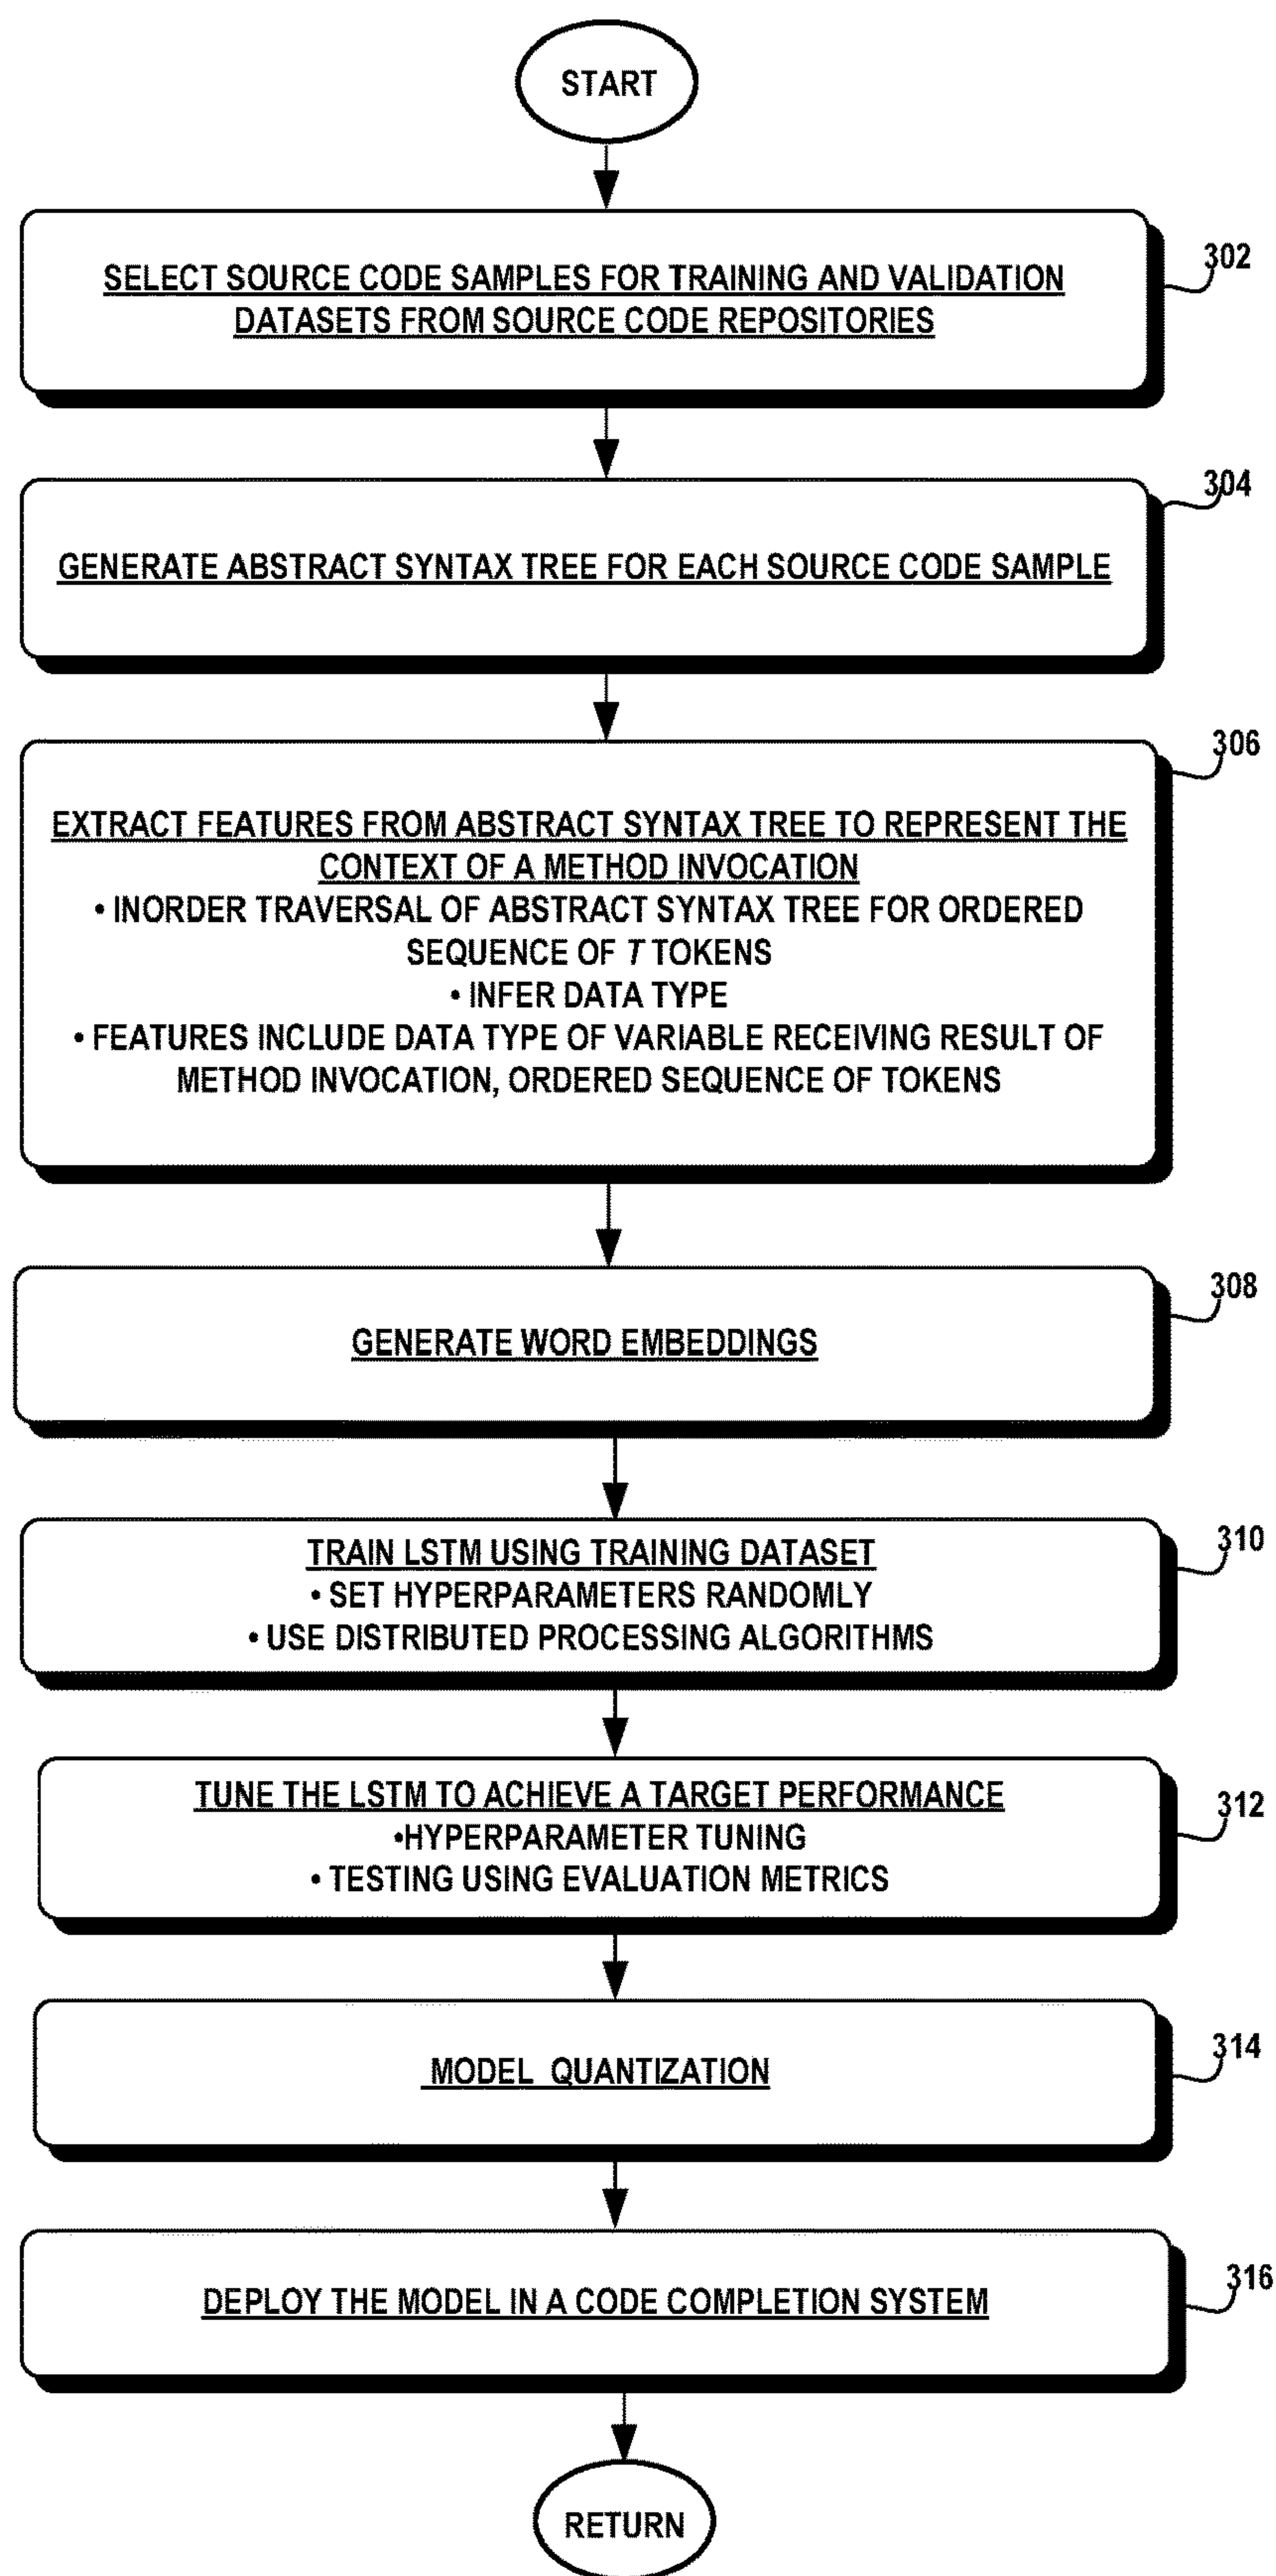 START
302
SELECT SOURCE CODE SAMPLES FOR TRAINING AND VALIDATION
DATASETS FROM SOURCE CODE REPOSITORIES
304
GENERATE ABSTRACT SYNTAX TREE FOR EACH SOURCE CODE SAMPLE
306
EXTRACT FEATURES FROM ABSTRACT SYNTAX TREE TO REPRESENT THE
CONTEXT OF A METHOD INVOCATION
• INORDER TRAVERSAL OF ABSTRACT SYNTAX TREE FOR ORDERED
SEQUENCE OF T TOKENS
• INFER DATA TYPE
• FEATURES INCLUDE DATA TYPE OF VARIABLE RECEIVING RESULT OF
METHOD INVOCATION, ORDERED SEQUENCE OF TOKENS
308
GENERATE WORD EMBEDDINGS
310
TRAIN LSTM USING TRAINING DATASET
• SET HYPERPARAMETERS RANDOMLY
• USE DISTRIBUTED PROCESSING ALGORITHMS
312
TUNE THE LSTM TO ACHIEVE A TARGET PERFORMANCE
•HYPERPARAMETER TUNING
• TESTING USING EVALUATION METRICS
314
MODEL QUANTIZATION
316
DEPLOY THE MODEL IN A CODE COMPLETION SYSTEM
RETURN